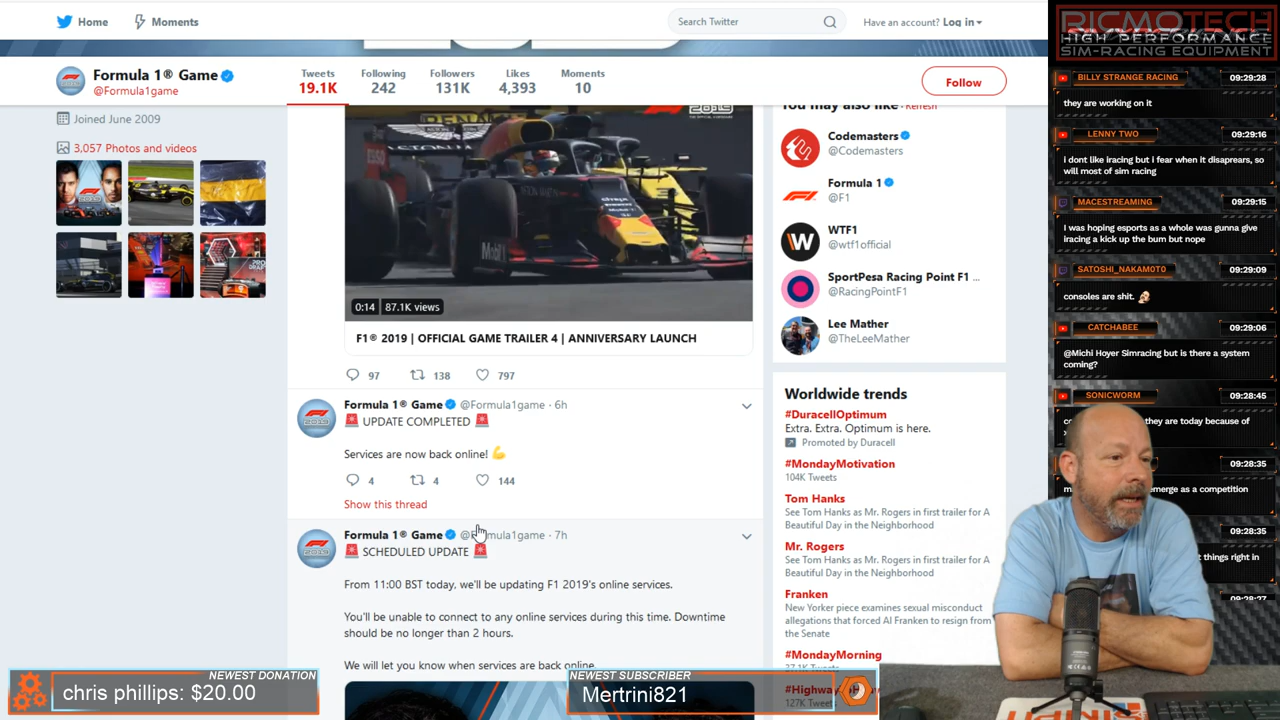 Home
Moments
Search Twitter
Have an account? Log in
Formula 1® Game
@Formula1game
Tweets
19.1K
Following
242
Followers
131K
Likes
4,393
Moments
10
Follow
Joined June 2009
3,057 Photos and videos
0:14
87.1K views
F1® 2019 | OFFICIAL GAME TRAILER 4 | ANNIVERSARY LAUNCH
97
138
797
Formula 1® Game @Formula1game · 6h
UPDATE COMPLETED
Services are now back online!
4
4
144
Show this thread
Formula 1® Game @Formula1game · 7h
SCHEDULED UPDATE
From 11:00 BST today, we'll be updating F1 2019's online services.
You'll be unable to connect to any online services during this time. Downtime
should be no longer than 2 hours.
We will let you know when services are back online.
You may also like · Refresh
Codemasters
@Codemasters
Formula 1
@F1
WTF1
@wtf1official
SportPesa Racing Point F1 ...
@RacingPointF1
Lee Mather
@TheLeeMather
Worldwide trends
#DuracellOptimum
Extra. Extra. Optimum is here.
Promoted by Duracell
#MondayMotivation
104K Tweets
Tom Hanks
See Tom Hanks as Mr. Rogers in first trailer for A
Beautiful Day in the Neighborhood
Mr. Rogers
See Tom Hanks as Mr. Rogers in first trailer for A
Beautiful Day in the Neighborhood
Franken
New Yorker piece examines sexual misconduct
allegations that forced Al Franken to resign from
the Senate
#MondayMorning
127K Tweets
RICMOTECH
HIGH PERFORMANCE
SIM-RACING EQUIPMENT
BILLY STRANGE RACING
09:29:28
they are working on it
LENNY TWO
09:29:16
I dont like iracing but i fear when it disaprears, so
will most of sim racing
MACESTREAMING
09:29:15
I was hoping esports as a whole was gunna give
iracing a kick up the bum but nope
SATOSHI_NAKAM0T0
09:29:09
consoles are shit.
CATCHABEE
09:29:06
@Michi Hoyer Simracing but is there a system
coming?
SONICWORM
09:28:45
they are today because of
09:28:35
emerge as a competition
09:28:35
things right in
09:28:27
NEWEST DONATION
chris phillips: $20.00
NEWEST SUBSCRIBER
Mertrini821